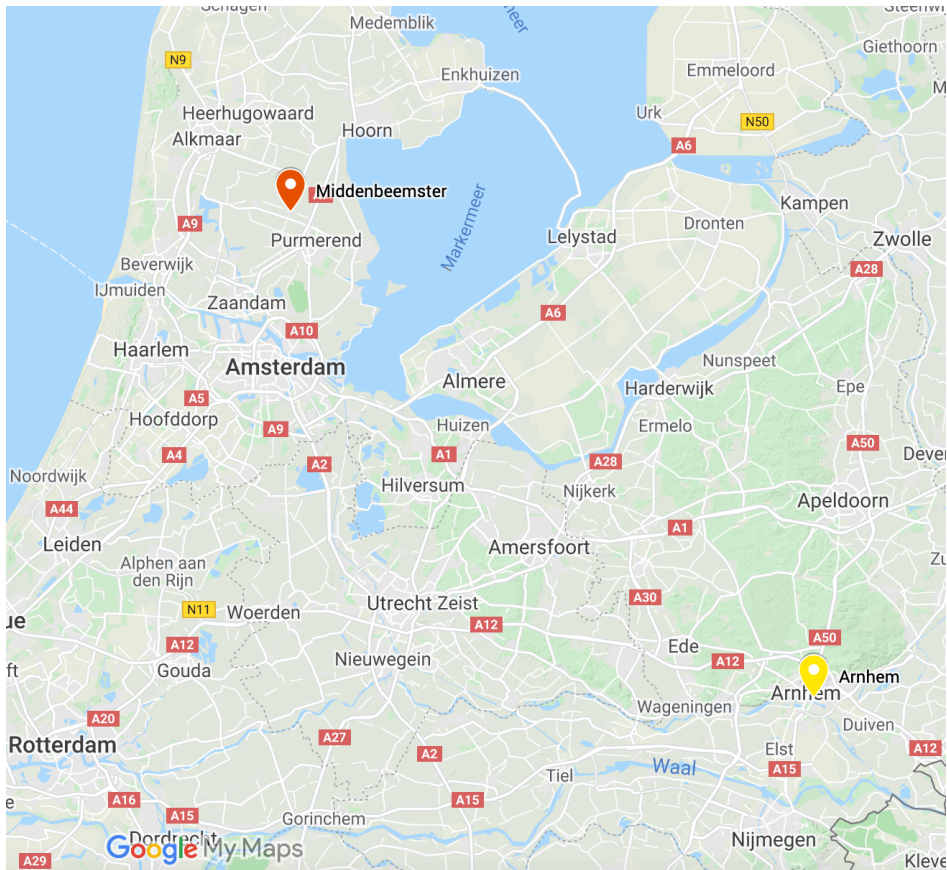 Schagen
Medemblik
Steenwij
N9
Giethoorn
Enkhuizen
Emmeloord
Markermeer
Heerhugowaard
Urk
N50
Hoorn
Alkmaar
A6
Middenbeemster
Kampen
A9
Dronten
Purmerend
Lelystad
Zwolle
Beverwijk
A28
IJmuiden
Zaandam
A6
A10
Haarlem
Nunspeet
Amsterdam
Almere
Harderwijk
Epe
A5
Hoofddorp
Huizen
Ermelo
A9
A50
A4
A1
Deve
A2
A28
Noordwijk
Hilversum
Nijkerk
Apeldoorn
A44
A1
Leiden
Amersfoort
Alphen aan
den Rijn
Zu
A30
Utrecht
Zeist
N11
Woerden
ue
A12
A50
A12
Ede
Nieuwegein
A12
Gouda
ft
Arnhem
Arnhem
Wageningen
A20
Duiven
A27
Rotterdam
Elst
A12
A2
Waal
A15
Tiel
e
A16
A15
A15
Gorinchem
Dordrecht
Nijmegen
Google My Maps
A29
Kleve